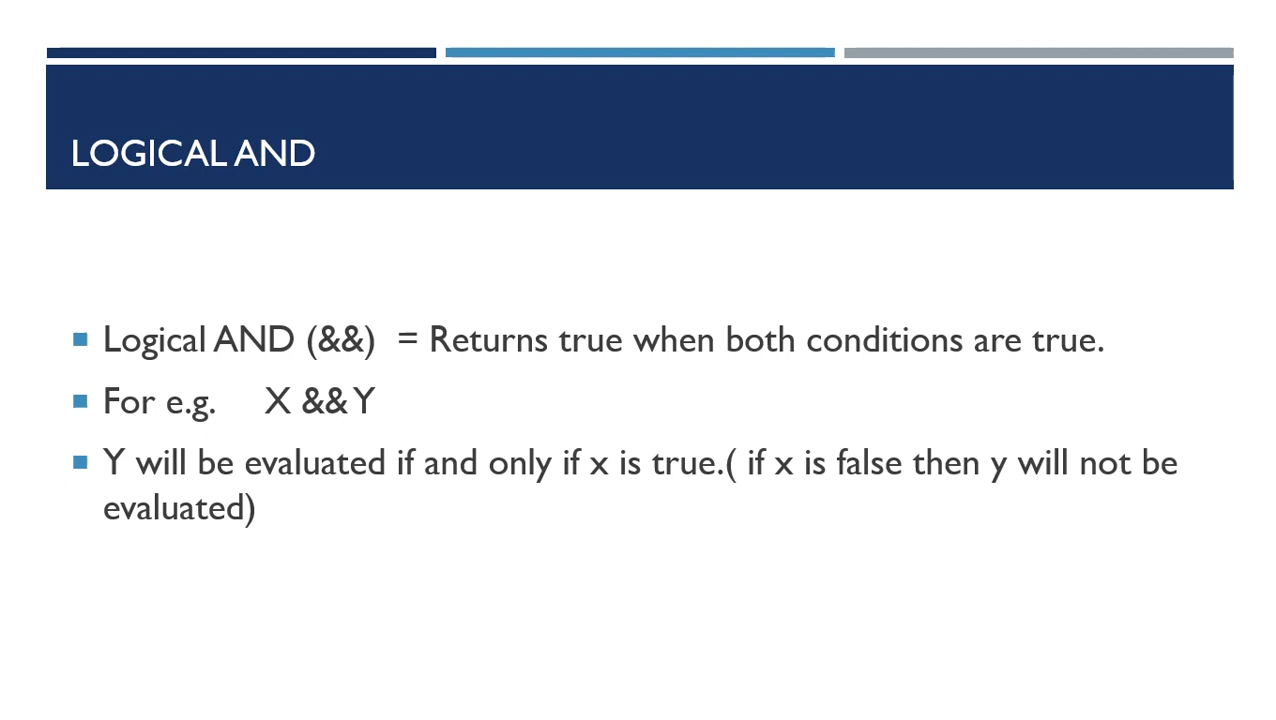 LOGICAL AND
Logical AND (&&) = Returns true when both conditions are true.
For e.g. X && Y
Y will be evaluated if and only if x is true.( if x is false then y will not be
evaluated)